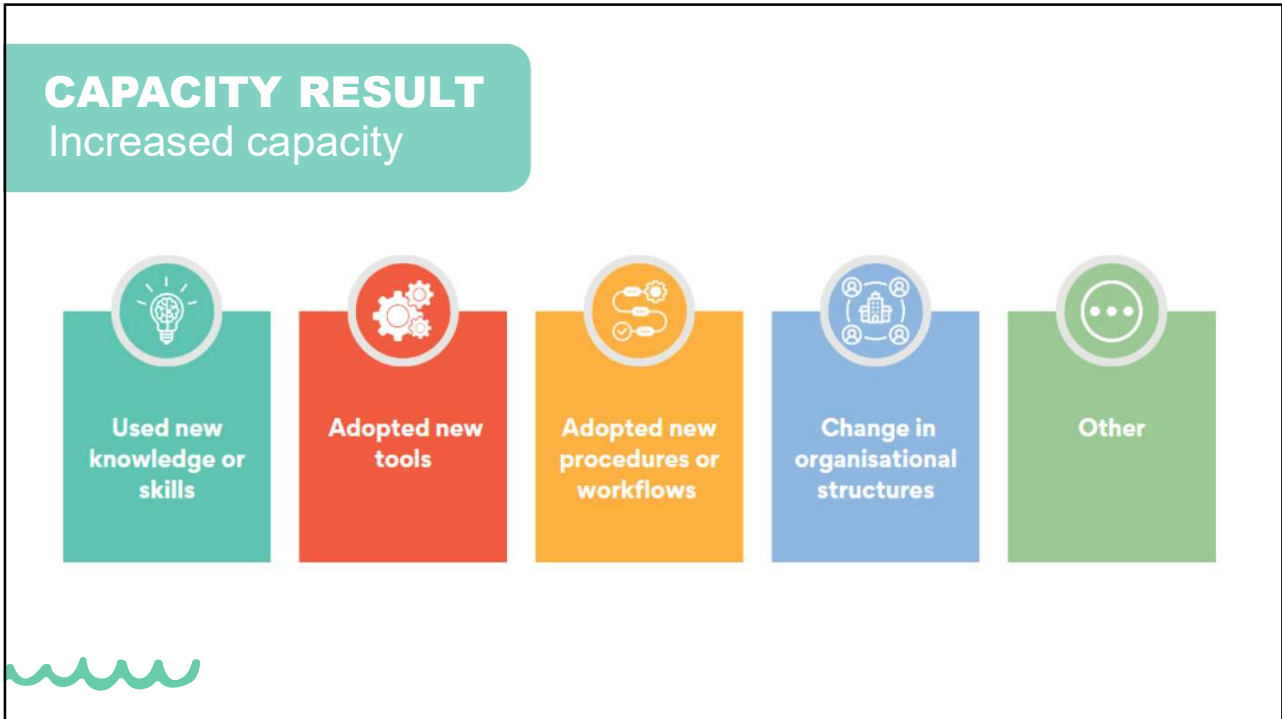 CAPACITY RESULT
Increased capacity
Used new
knowledge or
skills
Adopted new
tools
Adopted new
procedures or
workflows
Change in
organisational
structures
Other